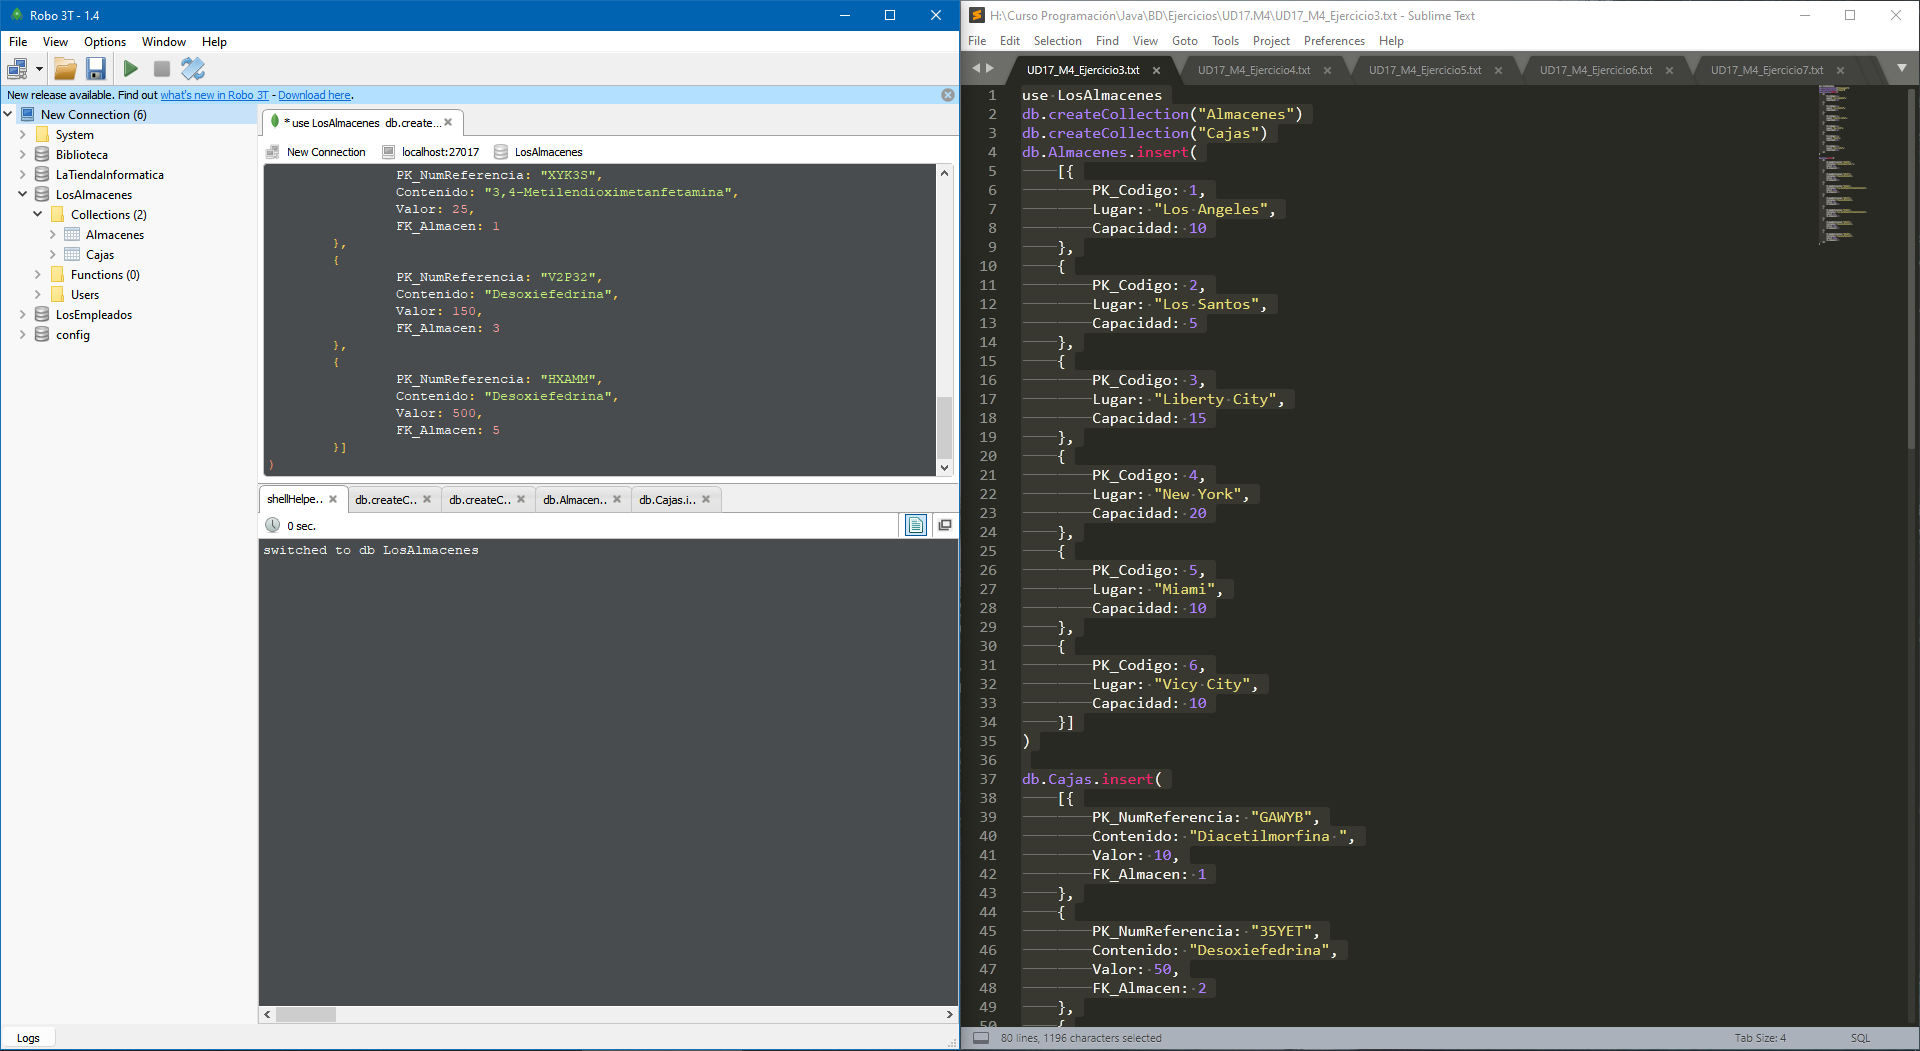 Robo 3T - 1.4
File View Options Window Help
New release available. Find out what's new in Robo 3T - Download here.
New Connection (6)
System
Biblioteca
LaTiendaInformatica
LosAlmacenes
Collections (2)
Almacenes
Cajas
Functions (0)
Users
LosEmpleados
config
* use LosAlmacenes db.create...
New Connection localhost:27017 LosAlmacenes
PK_NumReferencia: "XYK3S",
Contenido: "3,4-Metilendioximetanfetamina",
Valor: 25,
FK_Almacen: 1
},
{
PK_NumReferencia: "V2P32",
Contenido: "Desoxiefedrina",
Valor: 150,
FK_Almacen: 3
},
{
PK_NumReferencia: "HXAMM",
Contenido: "Desoxiefedrina",
Valor: 500,
FK_Almacen: 5
}]
)
shellHelpe.. db.createC.. db.createC.. db.Almacen.. db.Cajas.i..
0 sec.
switched to db LosAlmacenes
Logs
H:\Curso Programación\Java\BD\Ejercicios\UD17.M4\UD17_M4_Ejercicio3.txt - Sublime Text
File Edit Selection Find View Goto Tools Project Preferences Help
UD17_M4_Ejercicio3.txt UD17_M4_Ejercicio4.txt UD17_M4_Ejercicio5.txt UD17_M4_Ejercicio6.txt UD17_M4_Ejercicio7.txt
1 use LosAlmacenes
2 db.createCollection("Almacenes")
3 db.createCollection("Cajas")
4 db.Almacenes.insert(
5 [{
6 PK_Codigo: 1,
7 Lugar: "Los Angeles",
8 Capacidad: 10
9 },
10 {
11 PK_Codigo: 2,
12 Lugar: "Los Santos",
13 Capacidad: 5
14 },
15 {
16 PK_Codigo: 3,
17 Lugar: "Liberty City",
18 Capacidad: 15
19 },
20 {
21 PK_Codigo: 4,
22 Lugar: "New York",
23 Capacidad: 20
24 },
25 {
26 PK_Codigo: 5,
27 Lugar: "Miami",
28 Capacidad: 10
29 },
30 {
31 PK_Codigo: 6,
32 Lugar: "Vicy City",
33 Capacidad: 10
34 }]
35 )
36
37 db.Cajas.insert(
38 [{
39 PK_NumReferencia: "GAWYB",
40 Contenido: "Diacetilmorfina ",
41 Valor: 10,
42 FK_Almacen: 1
43 },
44 {
45 PK_NumReferencia: "35YET",
46 Contenido: "Desoxiefedrina",
47 Valor: 50,
48 FK_Almacen: 2
49 },
50 {
80 lines, 1196 characters selected Tab Size: 4 SQL